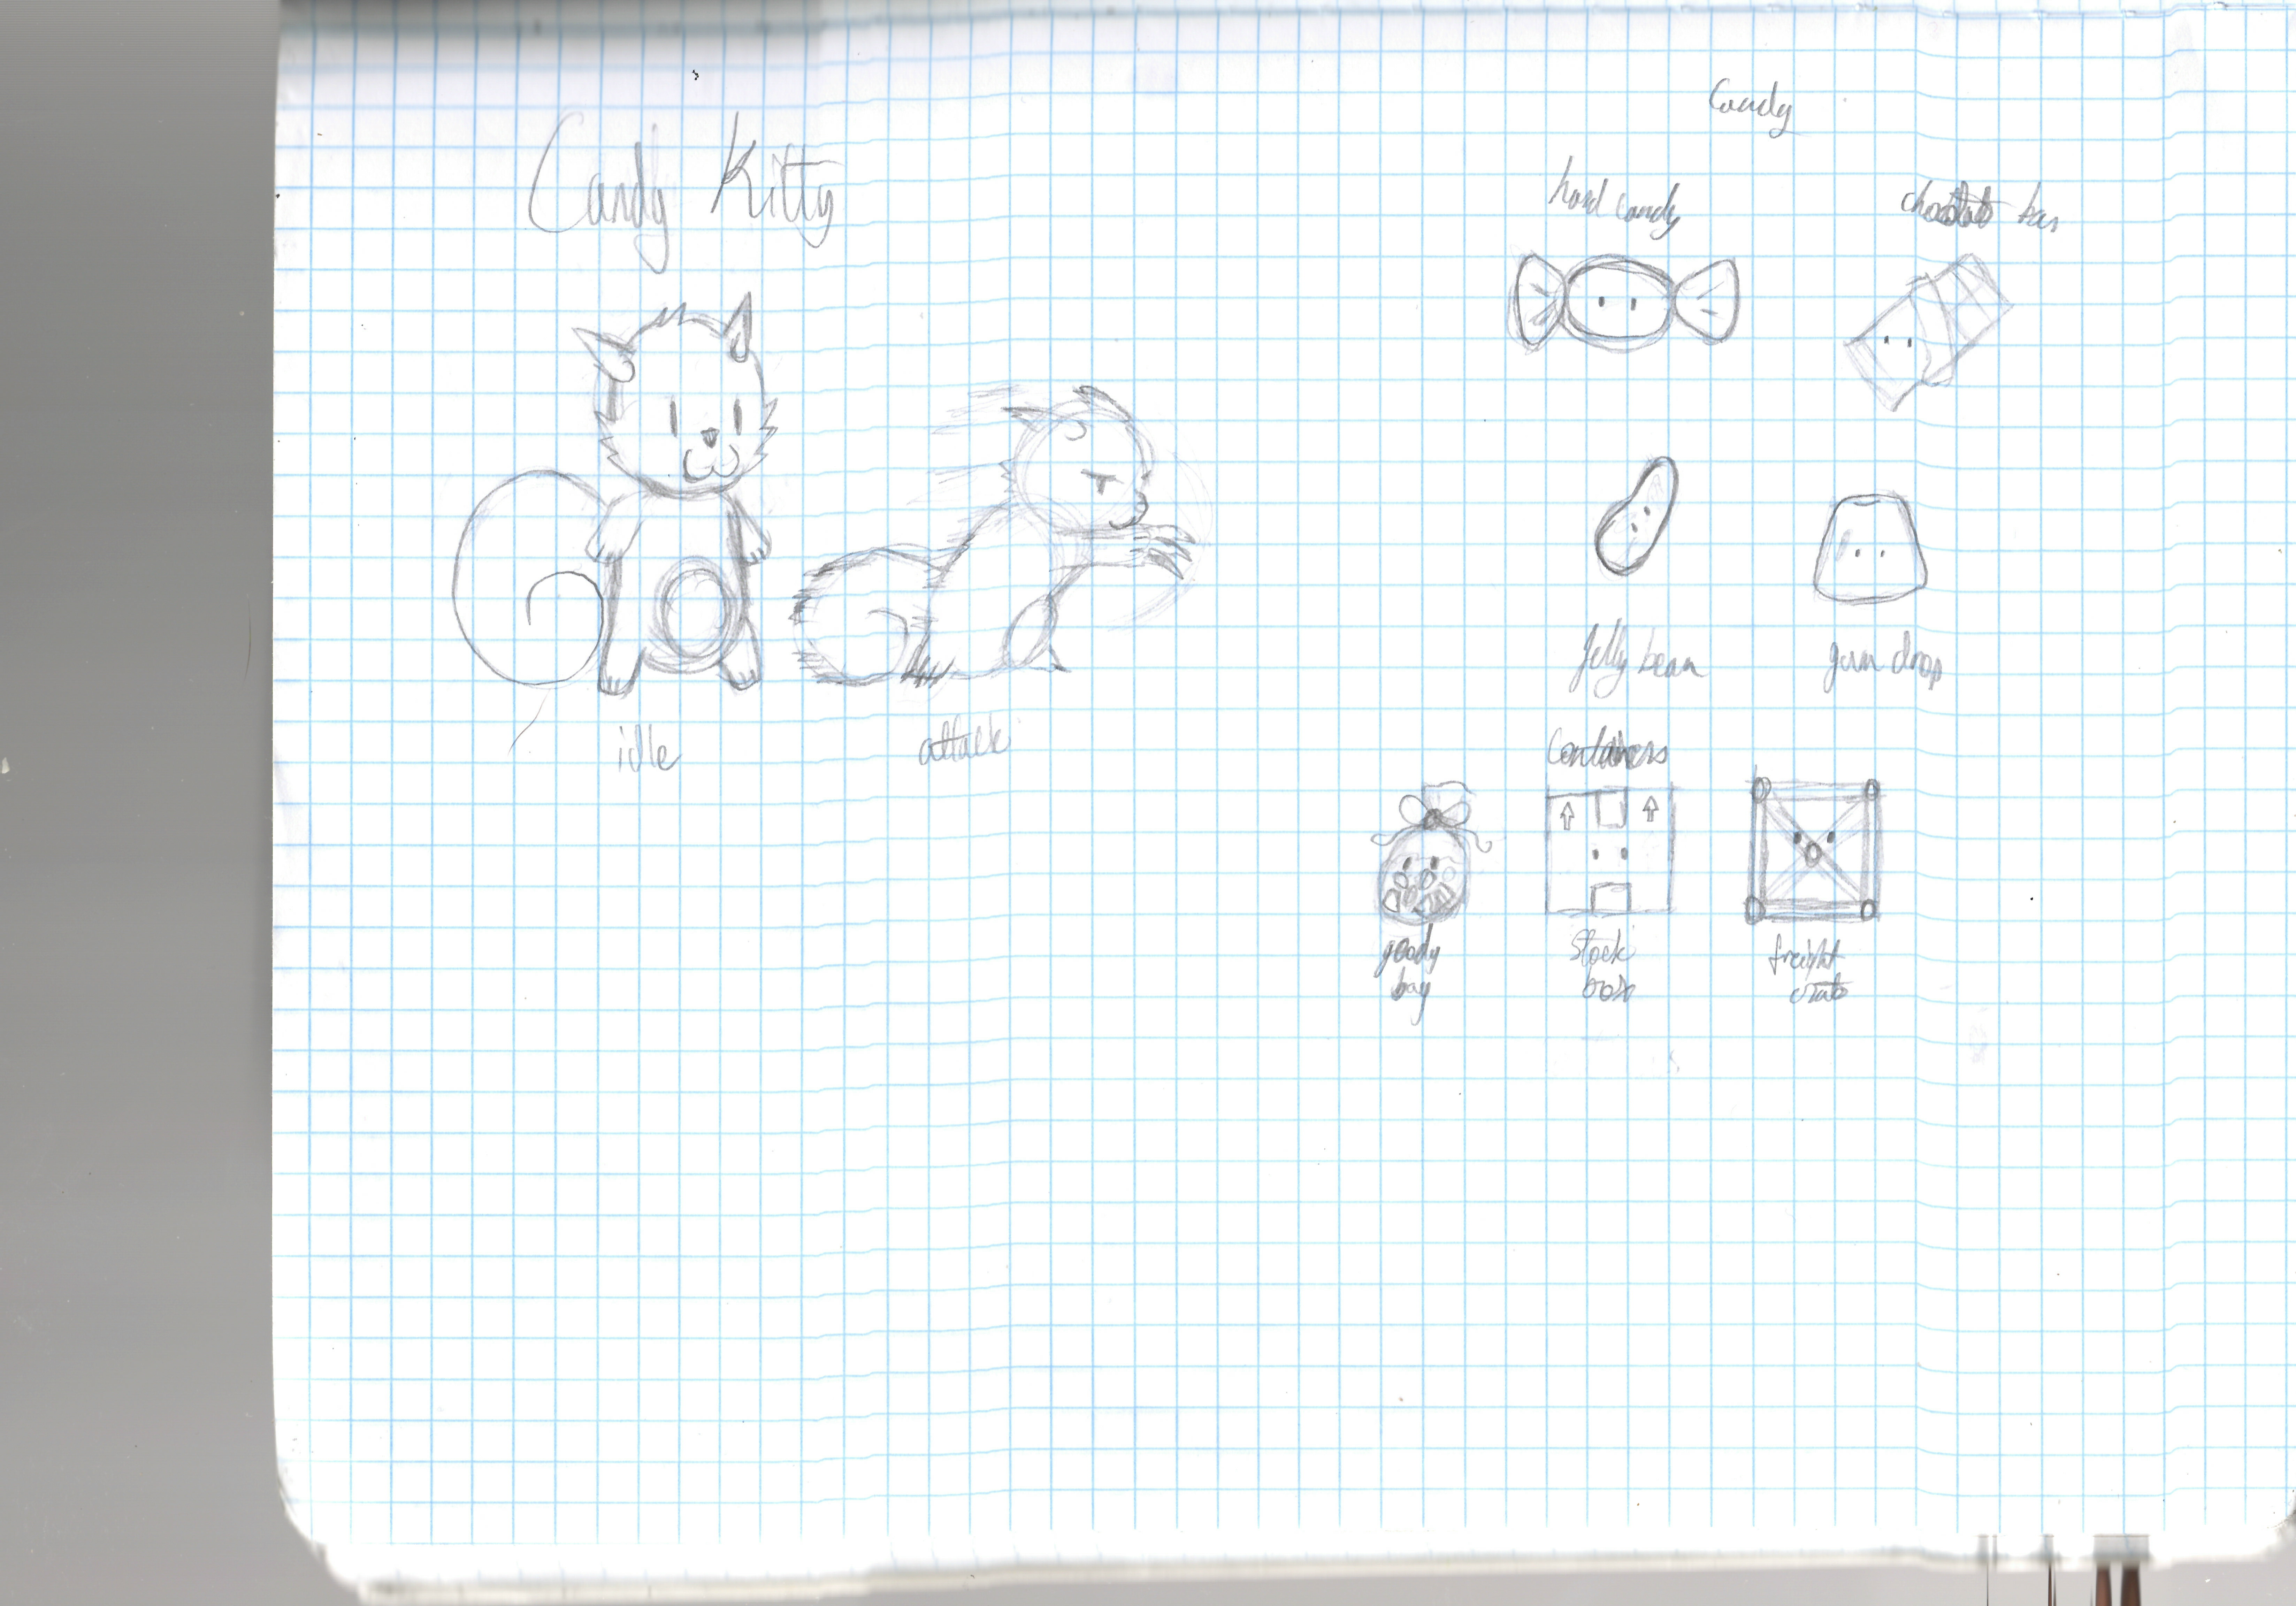 Candy Kitty
idle
attack
Candy
hard candy
chocolate bar
jelly bean
gum drop
Containers
goody
bag
stock
box
freight
crate